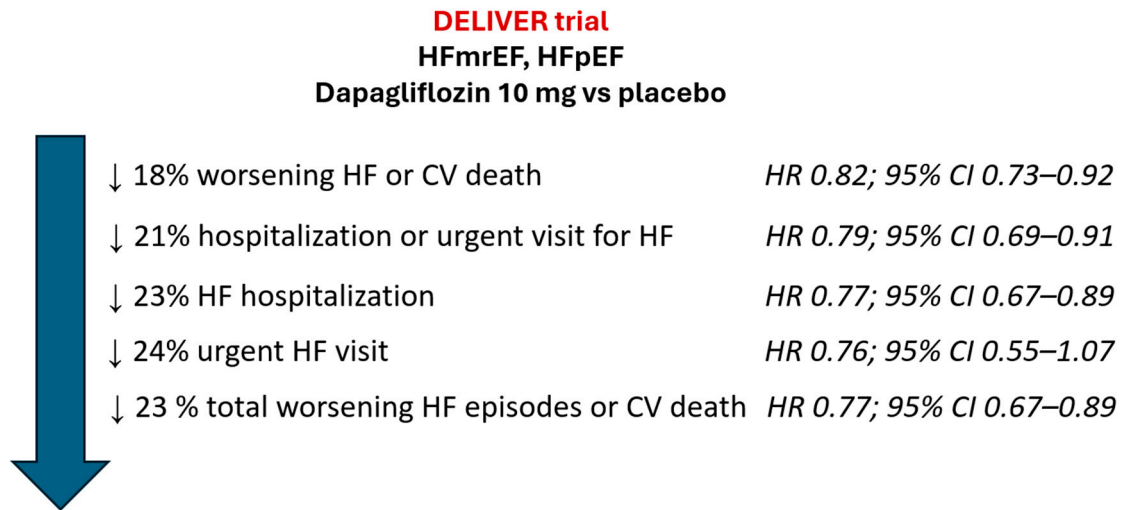 DELIVER trial
HFmrEF, HFpEF
Dapagliflozin 10 mg vs placebo
↓ 18% worsening HF or CV death HR 0.82; 95% CI 0.73–0.92
↓ 21% hospitalization or urgent visit for HF HR 0.79; 95% CI 0.69–0.91
↓ 23% HF hospitalization HR 0.77; 95% CI 0.67–0.89
↓ 24% urgent HF visit HR 0.76; 95% CI 0.55–1.07
↓ 23 % total worsening HF episodes or CV death HR 0.77; 95% CI 0.67–0.89